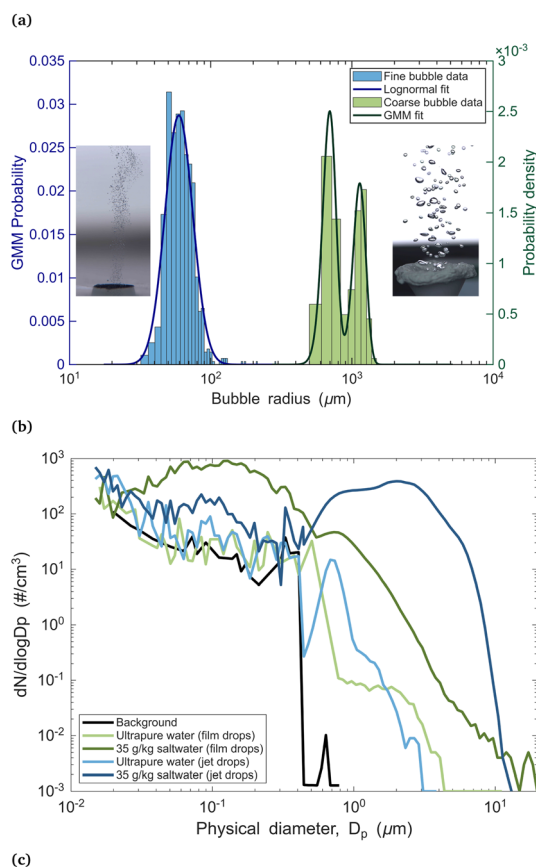 (a)
3
×10⁻³
0.035
0.03
0.025
0.02
0.015
0.01
0.005
0
GMM Probability
Fine bubble data
Lognormal fit
Coarse bubble data
GMM fit
2.5
2
1.5
1
0.5
0
Probability density
10¹ 10² 10³ 10⁴
Bubble radius (μm)
(b)
10³
10²
10¹
10⁰
10⁻¹
10⁻²
10⁻³
dN/dlogDp (#/cm³)
Background
Ultrapure water (film drops)
35 g/kg saltwater (film drops)
Ultrapure water (jet drops)
35 g/kg saltwater (jet drops)
10⁻² 10⁻¹ 10⁰ 10¹
Physical diameter, Dₚ (μm)
(c)